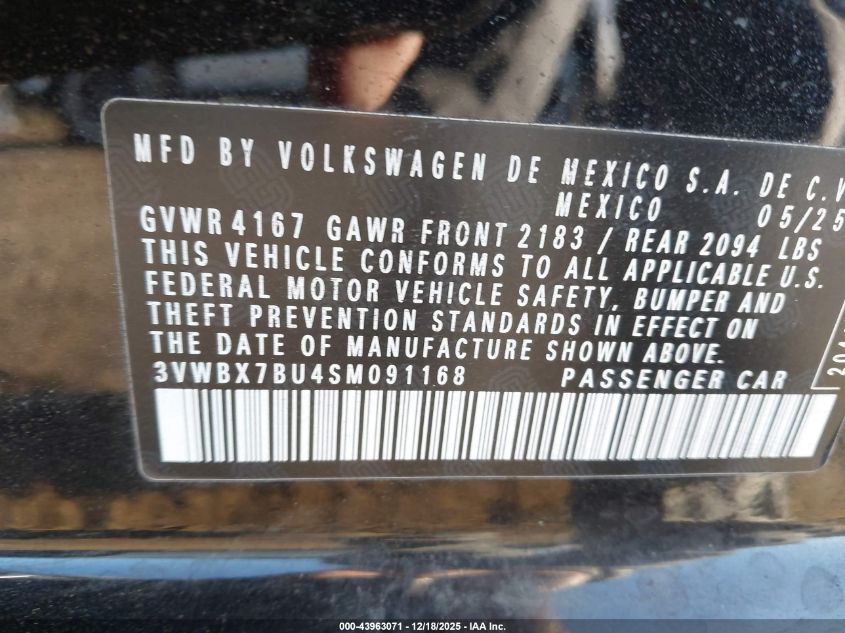 MFD BY VOLKSWAGEN DE MEXICO S.A. DE C.V
MEXICO 05/25
GVWR 4167 GAWR FRONT 2183 / REAR 2094 LBS
THIS VEHICLE CONFORMS TO ALL APPLICABLE U.S.
FEDERAL MOTOR VEHICLE SAFETY, BUMPER AND
THEFT PREVENTION STANDARDS IN EFFECT ON
THE DATE OF MANUFACTURE SHOWN ABOVE.
3VWBX7BU4SM091168 PASSENGER CAR
000-43963071 - 12/18/2025 - IAA Inc.